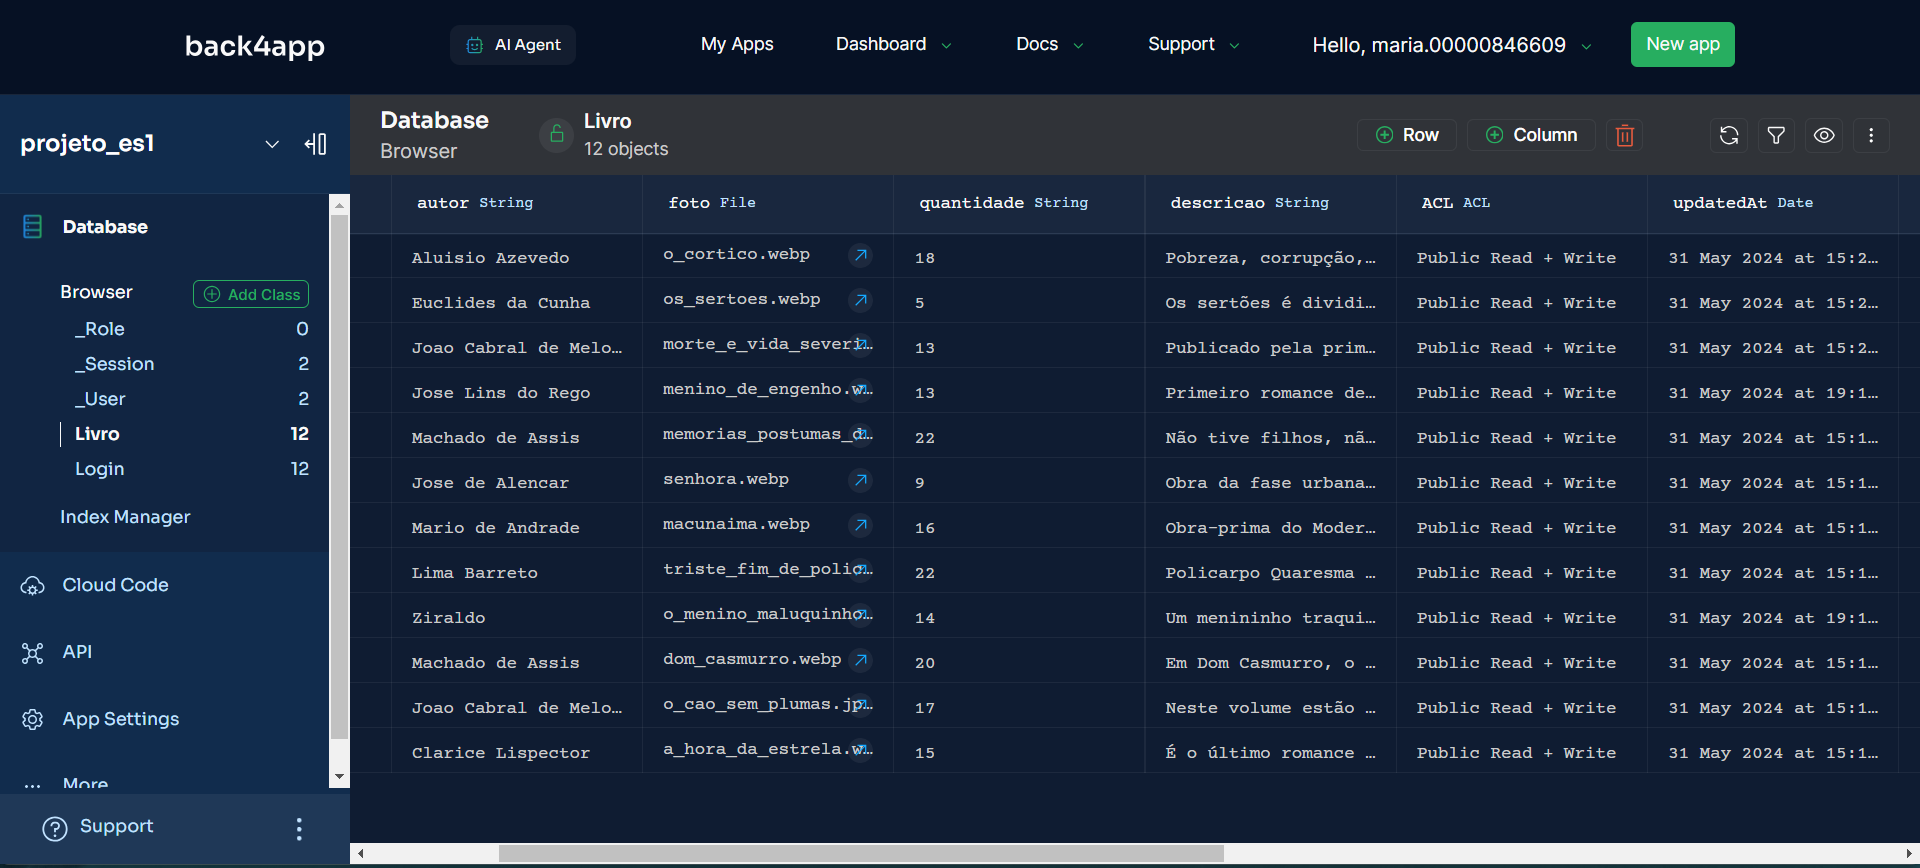 back4app AI Agent My Apps Dashboard Docs Support Hello, maria.00000846609 New app
projeto_es1
Database
Browser Add Class
_Role 0
_Session 2
_User 2
Livro 12
Login 12
Index Manager
Cloud Code
API
App Settings
... More
Support
Database
Browser
Livro
12 objects
Row Column
autor String foto File quantidade String descricao String ACL ACL updatedAt Date
Aluisio Azevedo o_cortico.webp 18 Pobreza, corrupção,… Public Read + Write 31 May 2024 at 15:2…
Euclides da Cunha os_sertoes.webp 5 Os sertões é dividi… Public Read + Write 31 May 2024 at 15:2…
Joao Cabral de Melo… morte_e_vida_severi… 13 Publicado pela prim… Public Read + Write 31 May 2024 at 15:2…
Jose Lins do Rego menino_de_engenho.w… 13 Primeiro romance de… Public Read + Write 31 May 2024 at 19:1…
Machado de Assis memorias_postumas_d… 22 Não tive filhos, nã… Public Read + Write 31 May 2024 at 15:1…
Jose de Alencar senhora.webp 9 Obra da fase urbana… Public Read + Write 31 May 2024 at 15:1…
Mario de Andrade macunaima.webp 16 Obra-prima do Moder… Public Read + Write 31 May 2024 at 15:1…
Lima Barreto triste_fim_de_polic… 22 Policarpo Quaresma … Public Read + Write 31 May 2024 at 15:1…
Ziraldo o_menino_maluquinho… 14 Um menininho traqui… Public Read + Write 31 May 2024 at 19:1…
Machado de Assis dom_casmurro.webp 20 Em Dom Casmurro, o … Public Read + Write 31 May 2024 at 15:1…
Joao Cabral de Melo… o_cao_sem_plumas.jp… 17 Neste volume estão … Public Read + Write 31 May 2024 at 15:1…
Clarice Lispector a_hora_da_estrela.w… 15 É o último romance … Public Read + Write 31 May 2024 at 15:1…